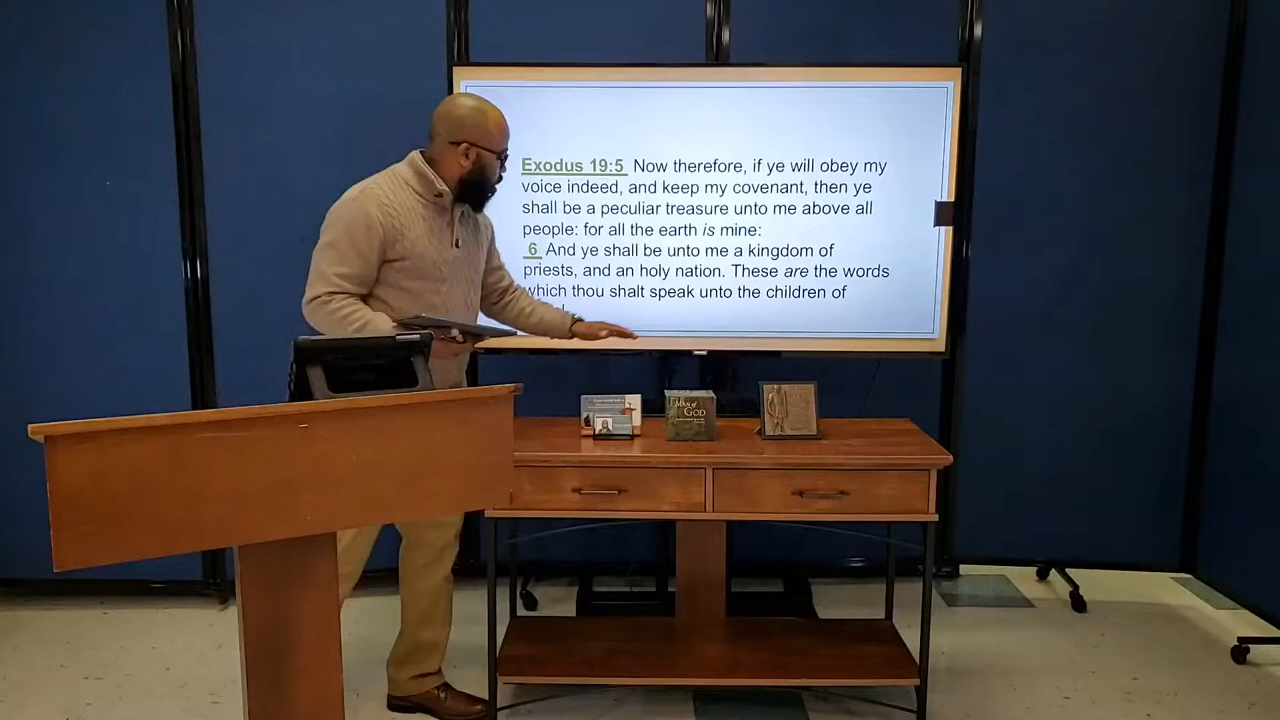 Exodus 19:5 Now therefore, if ye will obey my
voice indeed, and keep my covenant, then ye
shall be a peculiar treasure unto me above all
people: for all the earth is mine:
6 And ye shall be unto me a kingdom of
priests, and an holy nation. These are the words
which thou shalt speak unto the children of
Man of
GOD